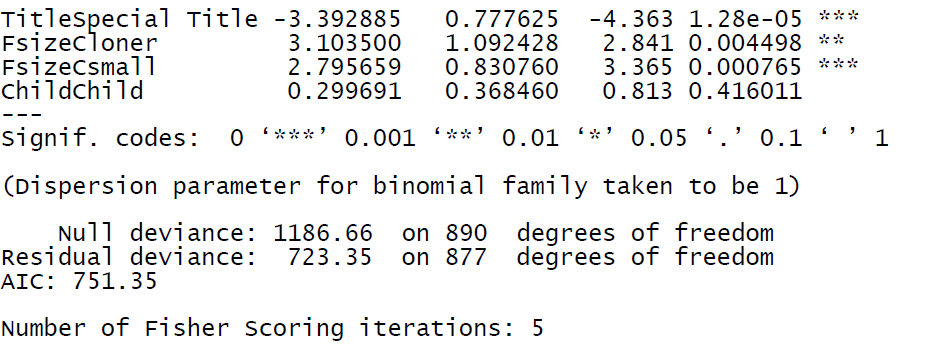 TitleSpecial Title -3.392885 0.777625 -4.363 1.28e-05 ***
FsizeCloner 3.103500 1.092428 2.841 0.004498 **
FsizeCsmall 2.795659 0.830760 3.365 0.000765 ***
ChildChild 0.299691 0.368460 0.813 0.416011
---
Signif. codes: 0 ‘***’ 0.001 ‘**’ 0.01 ‘*’ 0.05 ‘.’ 0.1 ‘ ’ 1
(Dispersion parameter for binomial family taken to be 1)
Null deviance: 1186.66 on 890 degrees of freedom
Residual deviance: 723.35 on 877 degrees of freedom
AIC: 751.35
Number of Fisher Scoring iterations: 5